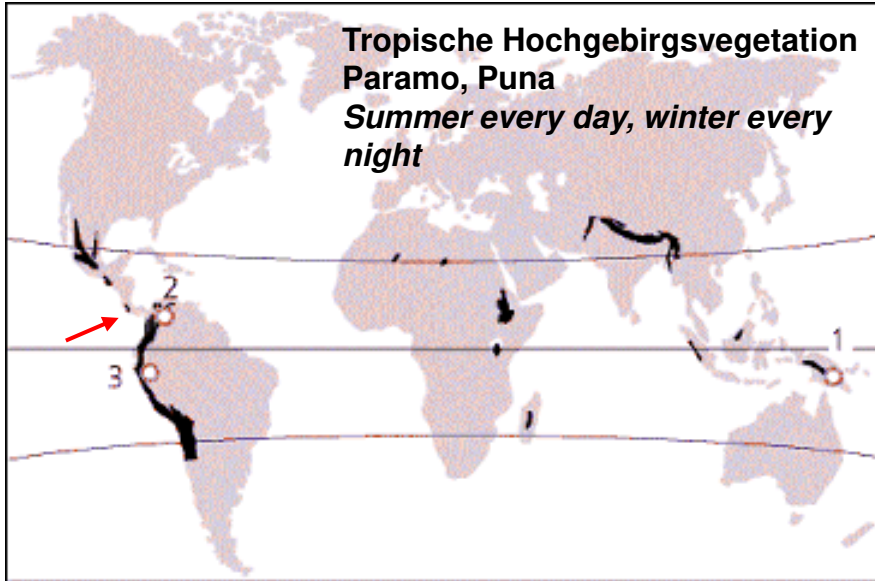 Tropische Hochgebirgsvegetation
Paramo, Puna
Summer every day, winter every
night
2
1
3